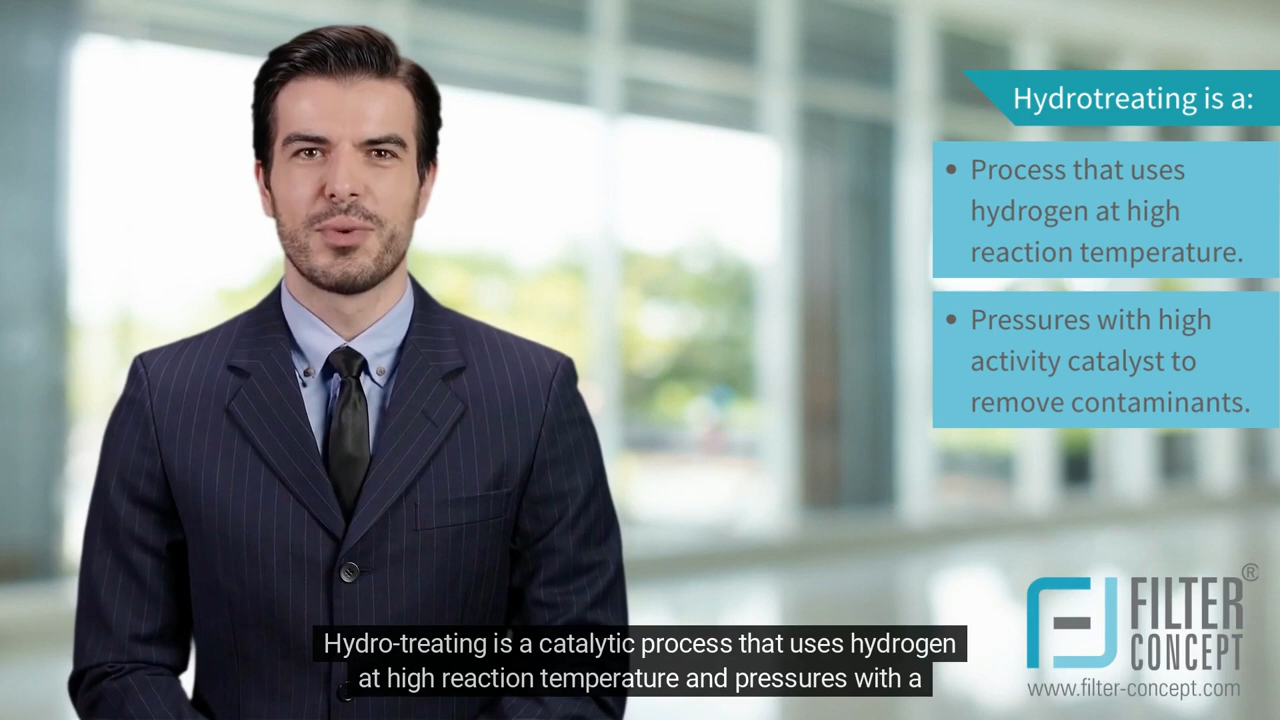 Hydrotreating is a:
• Process that uses
hydrogen at high
reaction temperature.
• Pressures with high
activity catalyst to
remove contaminants.
FILTER®
CONCEPT
www.filter-concept.com
Hydro-treating is a catalytic process that uses hydrogen
at high reaction temperature and pressures with a